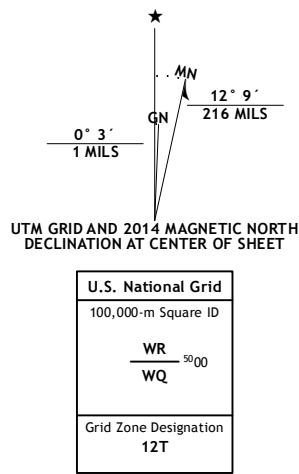 ★
MN
GN
12° 9´
216 MILS
0° 3´
1 MILS
UTM GRID AND 2014 MAGNETIC NORTH
DECLINATION AT CENTER OF SHEET
U.S. National Grid
100,000-m Square ID
WR
5000
WQ
Grid Zone Designation
12T